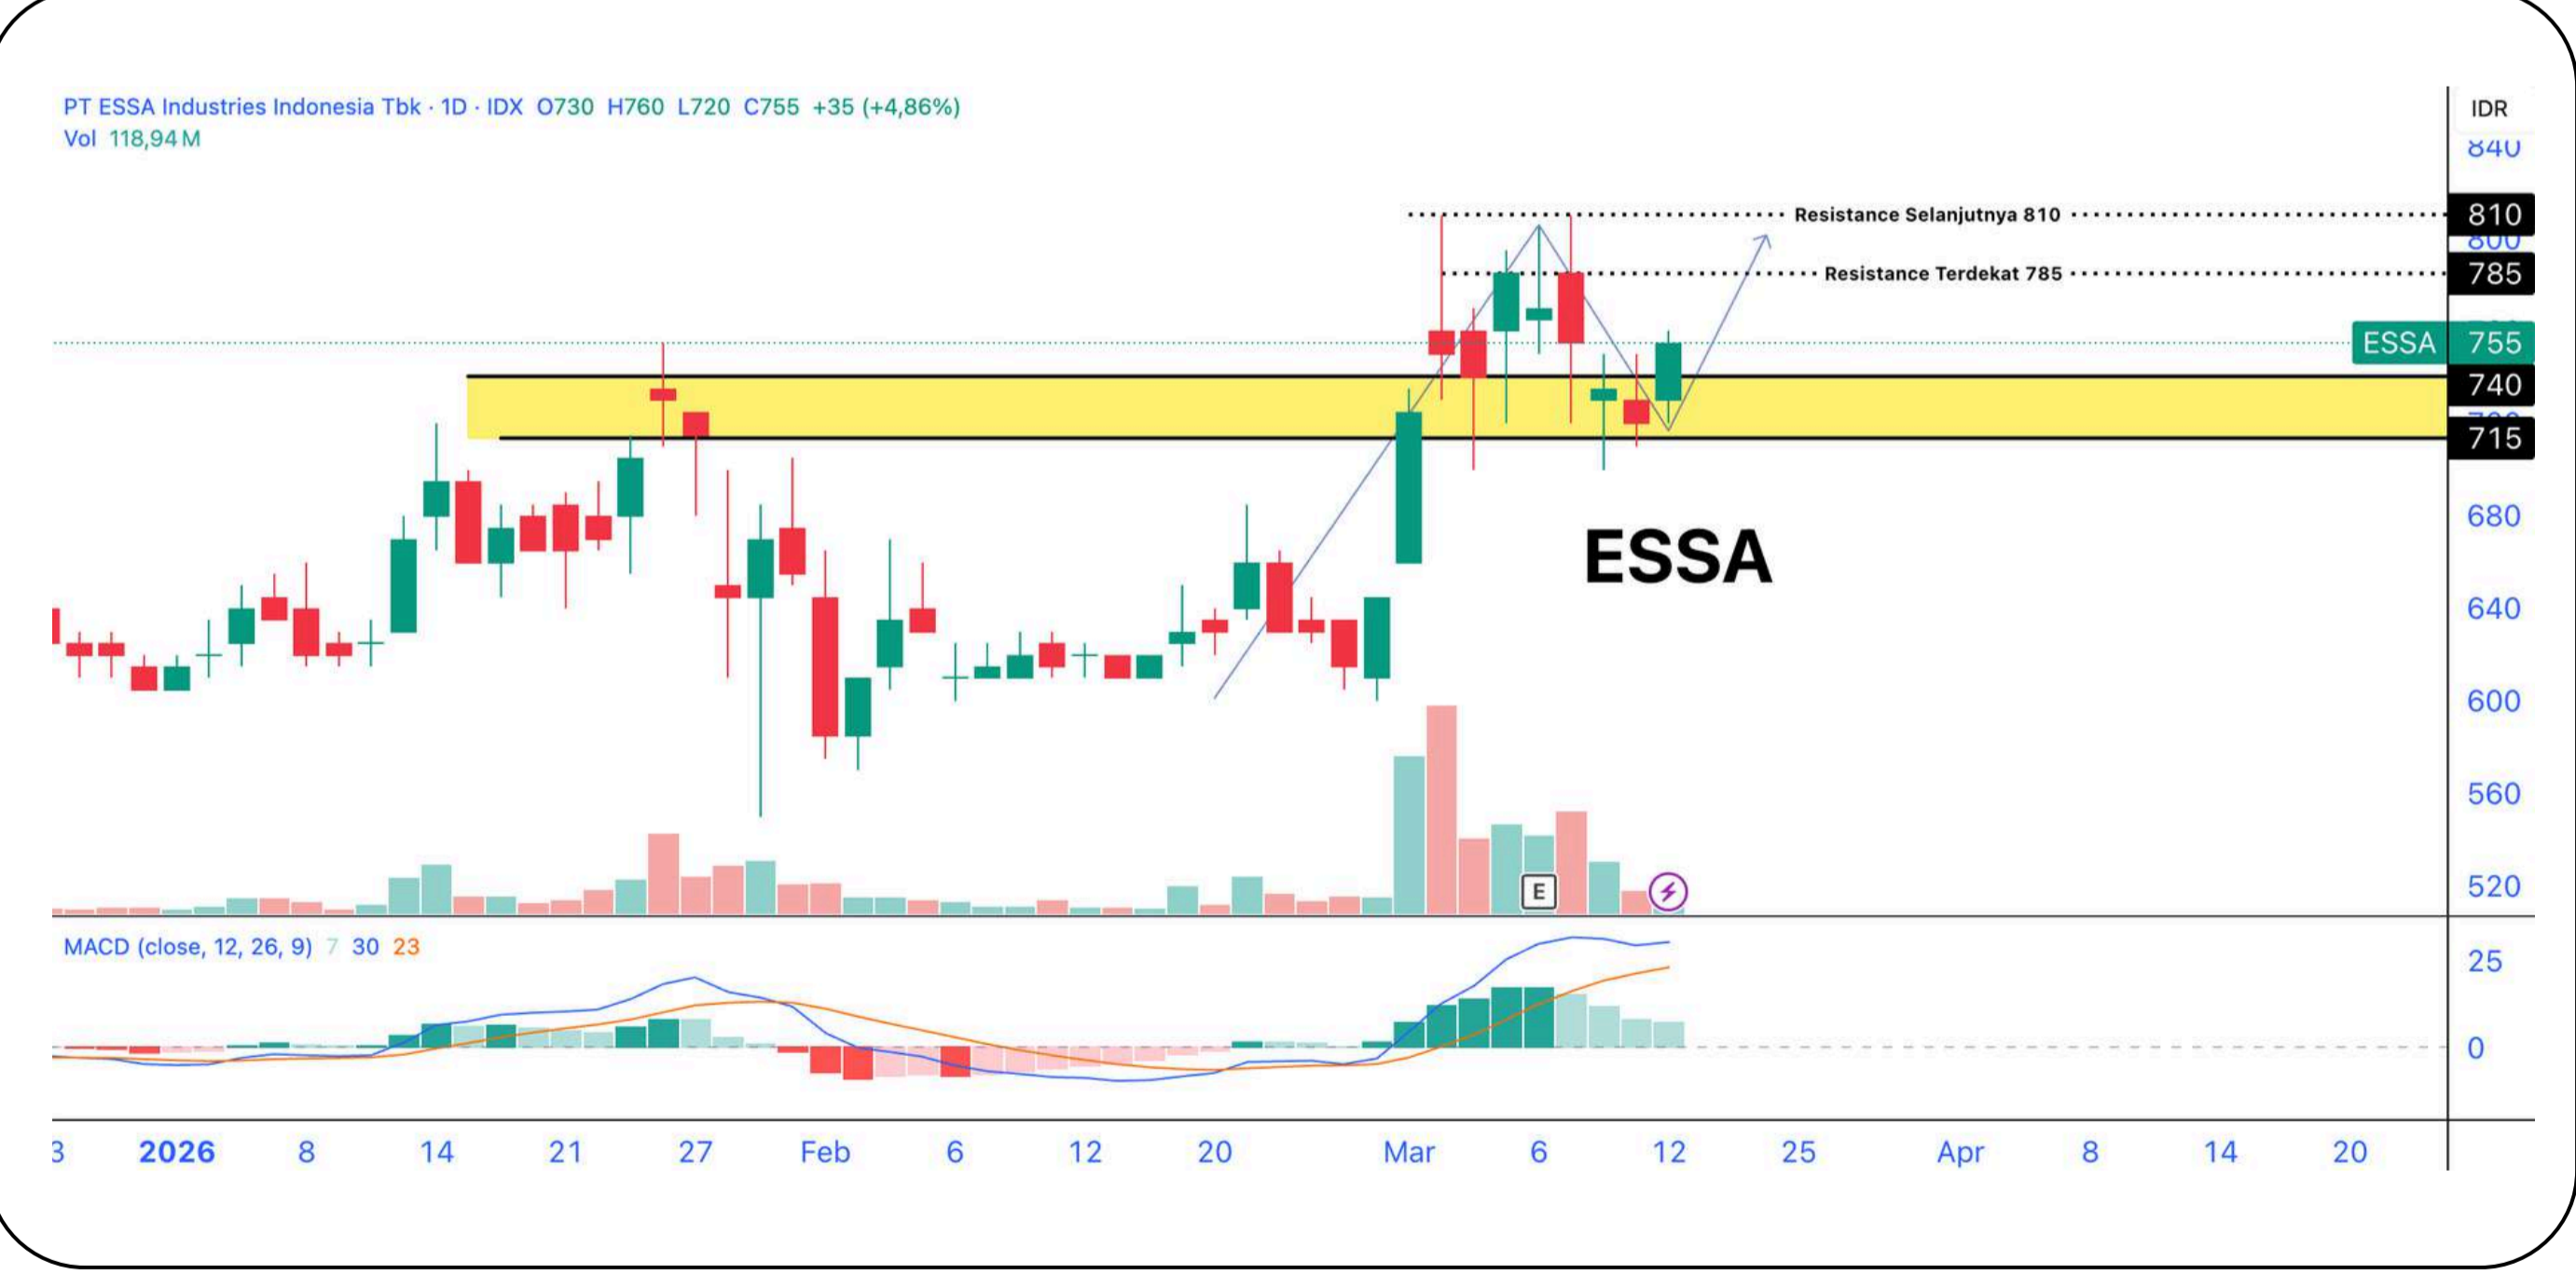 PT ESSA Industries Indonesia Tbk · 1D · IDX O730 H760 L720 C755 +35 (+4,86%)
Vol 118,94 M
IDR
840
Resistance Selanjutnya 810
810
800
Resistance Terdekat 785
785
ESSA 755
740
715
ESSA
680
640
600
560
520
E
MACD (close, 12, 26, 9) 7 30 23
25
0
3 2026 8 14 21 27 Feb 6 12 20 Mar 6 12 25 Apr 8 14 20